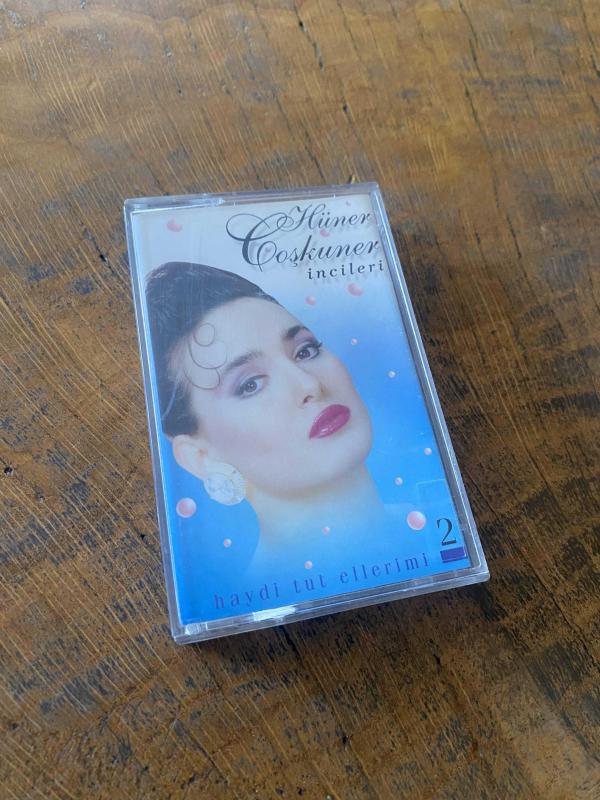 Hüner
Coşkuner
incileri
2
haydi tut ellerimi